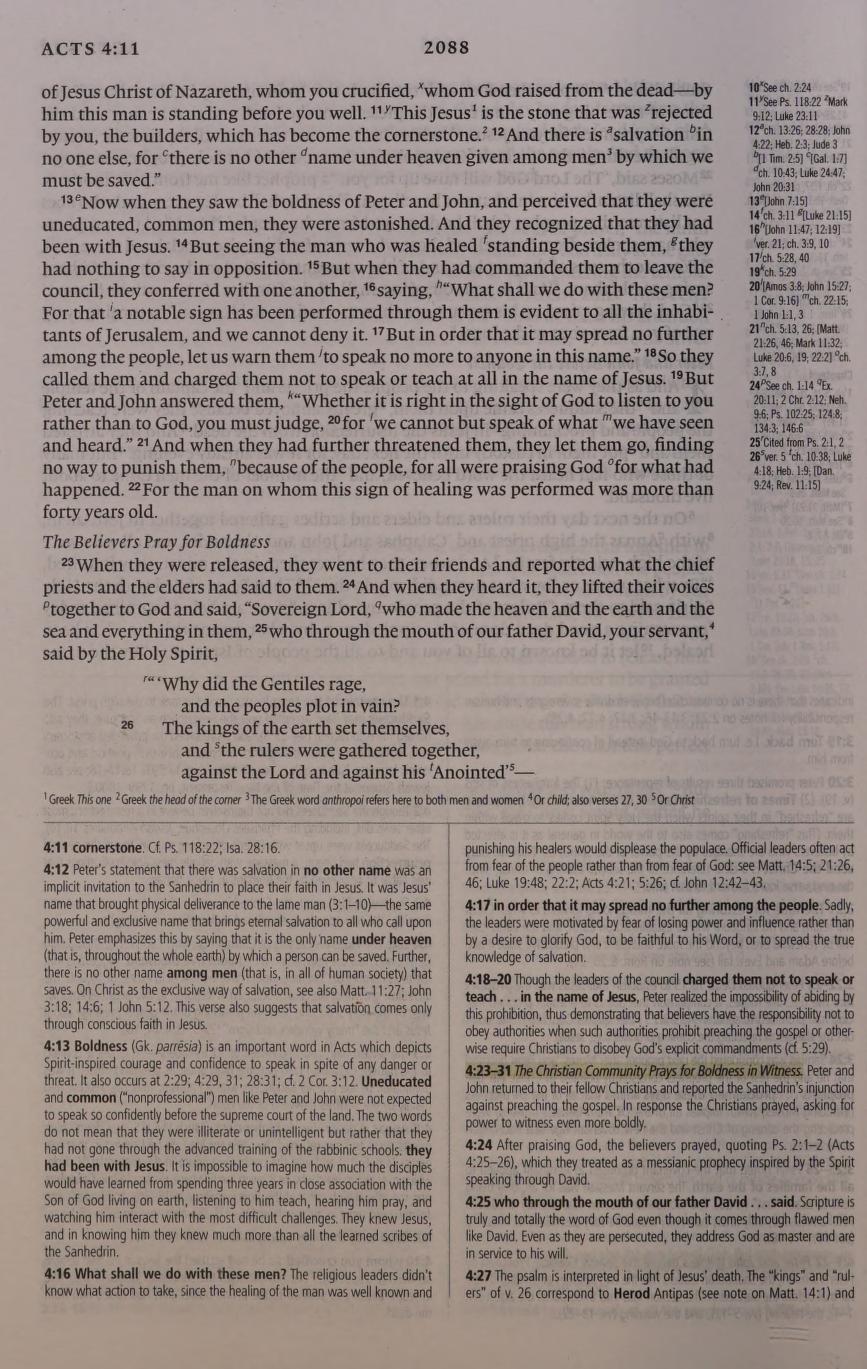 ACTS 4:11
2088
of Jesus Christ of Nazareth, whom you crucified, ˣwhom God raised from the dead—by
him this man is standing before you well. ¹¹ ʸThis Jesus¹ is the stone that was ᶻrejected
by you, the builders, which has become the cornerstone.² ¹² And there is ᵃsalvation ᵇin
no one else, for ᶜthere is no other ᵈname under heaven given among men³ by which we
must be saved.”
¹³ ᵉNow when they saw the boldness of Peter and John, and perceived that they were
uneducated, common men, they were astonished. And they recognized that they had
been with Jesus. ¹⁴ But seeing the man who was healed ᶠstanding beside them, ᵍthey
had nothing to say in opposition. ¹⁵ But when they had commanded them to leave the
council, they conferred with one another, ¹⁶ saying, ʰ“What shall we do with these men?
For that ⁱa notable sign has been performed through them is evident to all the inhabi-
tants of Jerusalem, and we cannot deny it. ¹⁷ But in order that it may spread no further
among the people, let us warn them ʲto speak no more to anyone in this name.” ¹⁸ So they
called them and charged them not to speak or teach at all in the name of Jesus. ¹⁹ But
Peter and John answered them, ᵏ“Whether it is right in the sight of God to listen to you
rather than to God, you must judge, ²⁰ for ˡwe cannot but speak of what ᵐwe have seen
and heard.” ²¹ And when they had further threatened them, they let them go, finding
no way to punish them, ⁿbecause of the people, for all were praising God ᵒfor what had
happened. ²² For the man on whom this sign of healing was performed was more than
forty years old.
The Believers Pray for Boldness
²³ When they were released, they went to their friends and reported what the chief
priests and the elders had said to them. ²⁴ And when they heard it, they lifted their voices
ᵖtogether to God and said, “Sovereign Lord, ᑫwho made the heaven and the earth and the
sea and everything in them, ²⁵ who through the mouth of our father David, your servant,⁴
said by the Holy Spirit,
ʳ“‘Why did the Gentiles rage,
and the peoples plot in vain?
26 The kings of the earth set themselves,
and ˢthe rulers were gathered together,
against the Lord and against his ᵗAnointed’⁵—
¹ Greek This one ² Greek the head of the corner ³ The Greek word anthropoi refers here to both men and women ⁴ Or child; also verses 27, 30 ⁵ Or Christ
10 ˣSee ch. 2:24
11 ʸSee Ps. 118:22 ᶻMark
9:12; Luke 23:11
12 ᵃch. 13:26; 28:28; John
4:22; Heb. 2:3; Jude 3
ᵇ[1 Tim. 2:5] ᶜ[Gal. 1:7]
ᵈch. 10:43; Luke 24:47;
John 20:31
13 ᵉ[John 7:15]
14 ᶠch. 3:11 ᵍ[Luke 21:15]
16 ʰ[John 11:47; 12:19]
ⁱver. 21; ch. 3:9, 10
17 ʲch. 5:28, 40
19 ᵏch. 5:29
20 ˡ[Amos 3:8; John 15:27;
1 Cor. 9:16] ᵐch. 22:15;
1 John 1:1, 3
21 ⁿch. 5:13, 26; [Matt.
21:26, 46; Mark 11:32;
Luke 20:6, 19; 22:2] ᵒch.
3:7, 8
24 ᵖSee ch. 1:14 ᑫEx.
20:11; 2 Chr. 2:12; Neh.
9:6; Ps. 102:25; 124:8;
134:3; 146:6
25 ʳCited from Ps. 2:1, 2
26 ˢver. 5 ᵗch. 10:38; Luke
4:18; Heb. 1:9; [Dan.
9:24; Rev. 11:15]
4:11 cornerstone. Cf. Ps. 118:22; Isa. 28:16.
4:12 Peter’s statement that there was salvation in no other name was an
implicit invitation to the Sanhedrin to place their faith in Jesus. It was Jesus’
name that brought physical deliverance to the lame man (3:1–10)—the same
powerful and exclusive name that brings eternal salvation to all who call upon
him. Peter emphasizes this by saying that it is the only name under heaven
(that is, throughout the whole earth) by which a person can be saved. Further,
there is no other name among men (that is, in all of human society) that
saves. On Christ as the exclusive way of salvation, see also Matt. 11:27; John
3:18; 14:6; 1 John 5:12. This verse also suggests that salvation comes only
through conscious faith in Jesus.
4:13 Boldness (Gk. parrēsia) is an important word in Acts which depicts
Spirit-inspired courage and confidence to speak in spite of any danger or
threat. It also occurs at 2:29; 4:29, 31; 28:31; cf. 2 Cor. 3:12. Uneducated
and common (“nonprofessional”) men like Peter and John were not expected
to speak so confidently before the supreme court of the land. The two words
do not mean that they were illiterate or unintelligent but rather that they
had not gone through the advanced training of the rabbinic schools. they
had been with Jesus. It is impossible to imagine how much the disciples
would have learned from spending three years in close association with the
Son of God living on earth, listening to him teach, hearing him pray, and
watching him interact with the most difficult challenges. They knew Jesus,
and in knowing him they knew much more than all the learned scribes of
the Sanhedrin.
4:16 What shall we do with these men? The religious leaders didn’t
know what action to take, since the healing of the man was well known and
punishing his healers would displease the populace. Official leaders often act
from fear of the people rather than from fear of God: see Matt. 14:5; 21:26,
46; Luke 19:48; 22:2; Acts 4:21; 5:26; cf. John 12:42–43.
4:17 in order that it may spread no further among the people. Sadly,
the leaders were motivated by fear of losing power and influence rather than
by a desire to glorify God, to be faithful to his Word, or to spread the true
knowledge of salvation.
4:18–20 Though the leaders of the council charged them not to speak or
teach . . . in the name of Jesus, Peter realized the impossibility of abiding by
this prohibition, thus demonstrating that believers have the responsibility not to
obey authorities when such authorities prohibit preaching the gospel or other-
wise require Christians to disobey God’s explicit commandments (cf. 5:29).
4:23–31 The Christian Community Prays for Boldness in Witness. Peter and
John returned to their fellow Christians and reported the Sanhedrin’s injunction
against preaching the gospel. In response the Christians prayed, asking for
power to witness even more boldly.
4:24 After praising God, the believers prayed, quoting Ps. 2:1–2 (Acts
4:25–26), which they treated as a messianic prophecy inspired by the Spirit
speaking through David.
4:25 who through the mouth of our father David . . . said. Scripture is
truly and totally the word of God even though it comes through flawed men
like David. Even as they are persecuted, they address God as master and are
in service to his will.
4:27 The psalm is interpreted in light of Jesus’ death. The “kings” and “rul-
ers” of v. 26 correspond to Herod Antipas (see note on Matt. 14:1) and